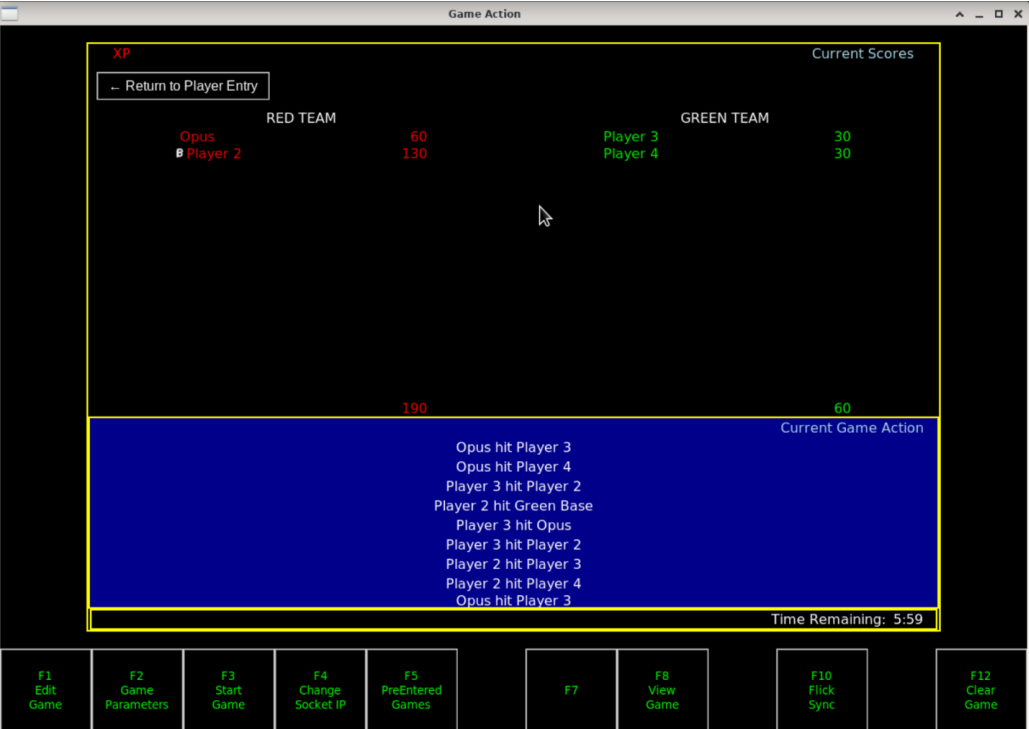 Game Action
XP
Current Scores
← Return to Player Entry
RED TEAM
GREEN TEAM
Opus 60
Player 3 30
B Player 2 130
Player 4 30
190
60
Current Game Action
Opus hit Player 3
Opus hit Player 4
Player 3 hit Player 2
Player 2 hit Green Base
Player 3 hit Opus
Player 3 hit Player 2
Player 2 hit Player 3
Player 2 hit Player 4
Opus hit Player 3
Time Remaining: 5:59
F1
Edit
Game
F2
Game
Parameters
F3
Start
Game
F4
Change
Socket IP
F5
PreEntered
Games
F7
F8
View
Game
F10
Flick
Sync
F12
Clear
Game